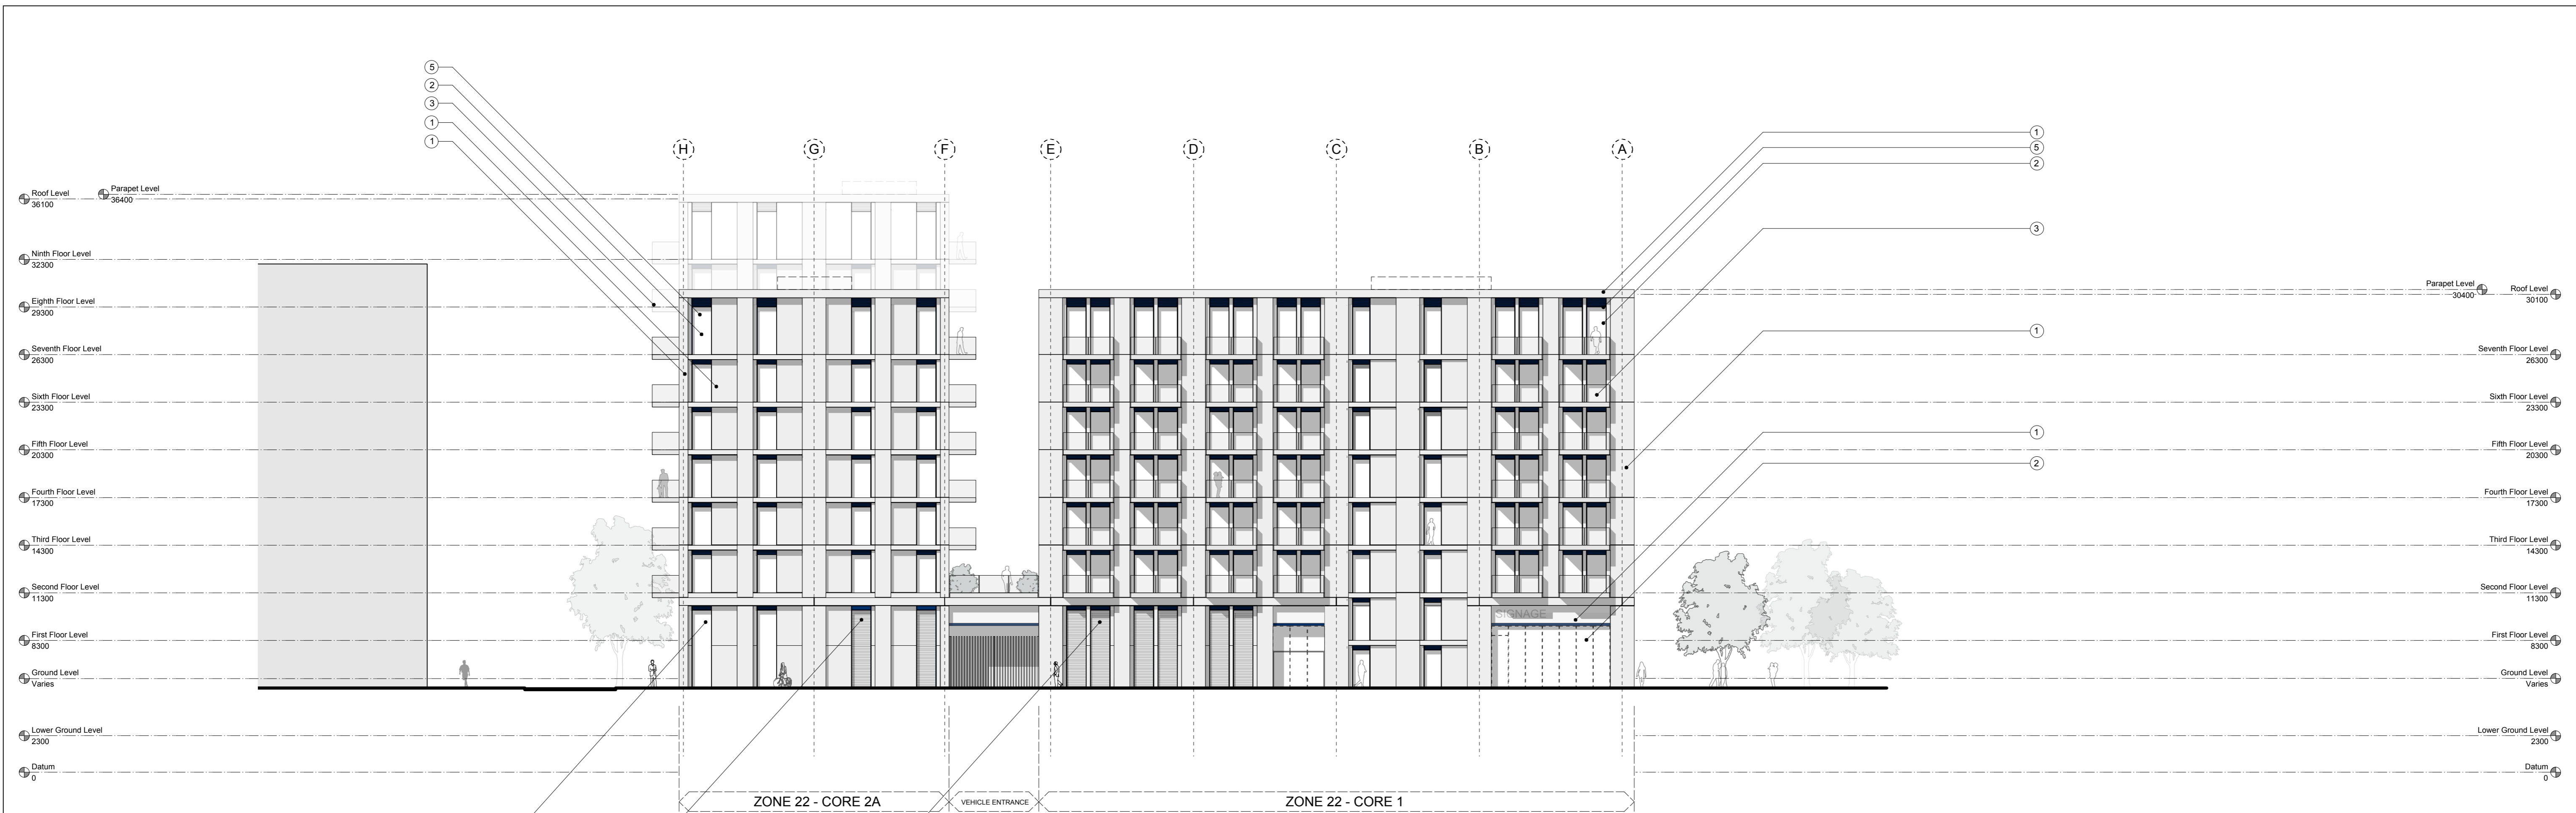 5
2
3
1
1
1
5
2
3
1
1
2
H G F E D C B A
Roof Level
36100
Parapet Level
36400
Ninth Floor Level
32300
Eighth Floor Level
29300
Seventh Floor Level
26300
Sixth Floor Level
23300
Fifth Floor Level
20300
Fourth Floor Level
17300
Third Floor Level
14300
Second Floor Level
11300
First Floor Level
8300
Ground Level
Varies
Lower Ground Level
2300
Datum
0
SIGNAGE
Parapet Level
30400
Roof Level
30100
Seventh Floor Level
26300
Sixth Floor Level
23300
Fifth Floor Level
20300
Fourth Floor Level
17300
Third Floor Level
14300
Second Floor Level
11300
First Floor Level
8300
Ground Level
Varies
Lower Ground Level
2300
Datum
0
ZONE 22 - CORE 2A
VEHICLE ENTRANCE
ZONE 22 - CORE 1